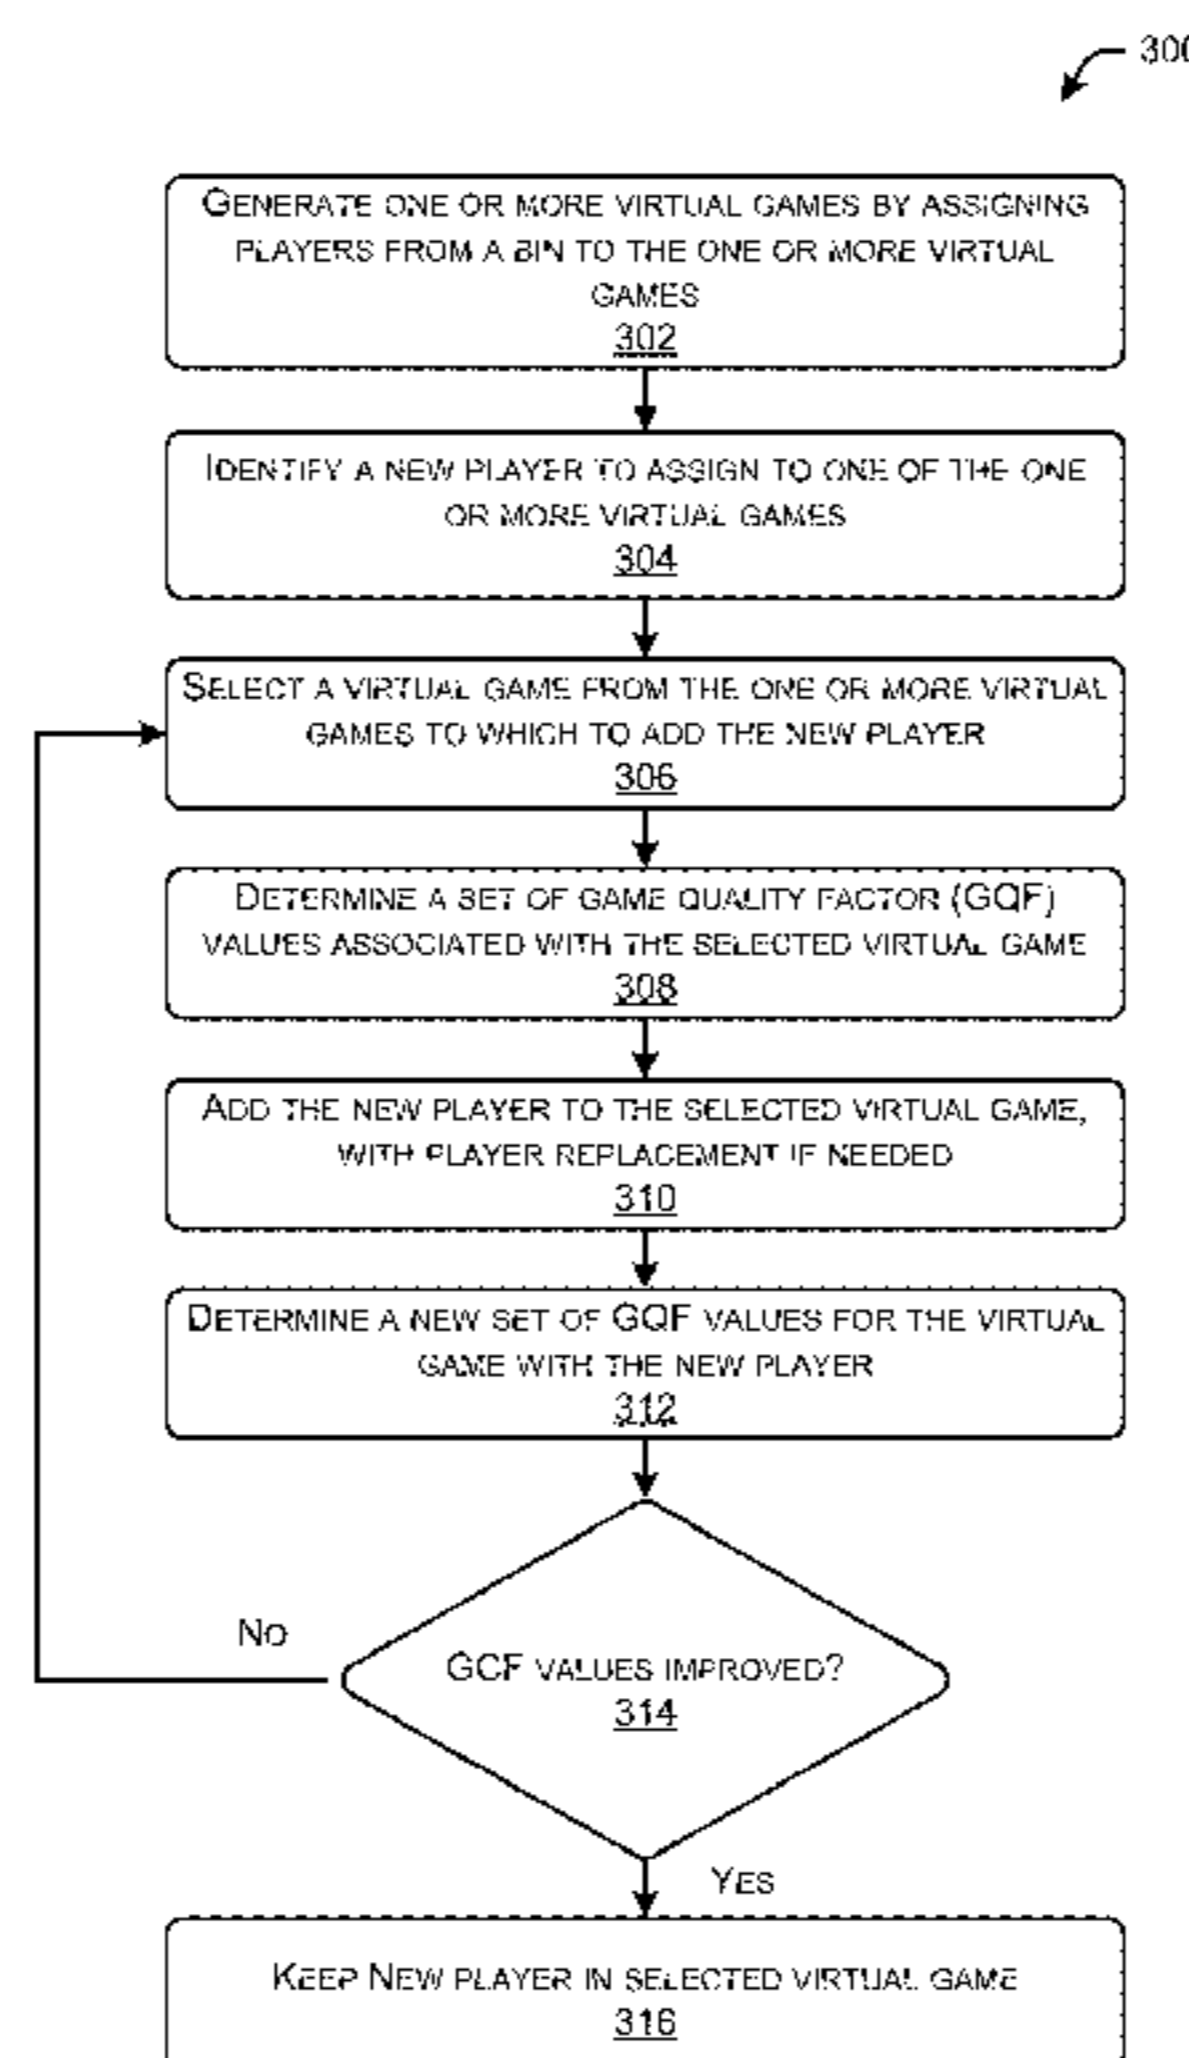 300
GENERATE ONE OR MORE VIRTUAL GAMES BY ASSIGNING
PLAYERS FROM A BIN TO THE ONE OR MORE VIRTUAL
GAMES
302
IDENTIFY A NEW PLAYER TO ASSIGN TO ONE OF THE ONE
OR MORE VIRTUAL GAMES
304
SELECT A VIRTUAL GAME FROM THE ONE OR MORE VIRTUAL
GAMES TO WHICH TO ADD THE NEW PLAYER
306
DETERMINE A SET OF GAME QUALITY FACTOR (GQF)
VALUES ASSOCIATED WITH THE SELECTED VIRTUAL GAME
308
ADD THE NEW PLAYER TO THE SELECTED VIRTUAL GAME,
WITH PLAYER REPLACEMENT IF NEEDED
310
DETERMINE A NEW SET OF GQF VALUES FOR THE VIRTUAL
GAME WITH THE NEW PLAYER
312
GQF VALUES IMPROVED?
314
NO
YES
KEEP NEW PLAYER IN SELECTED VIRTUAL GAME
316